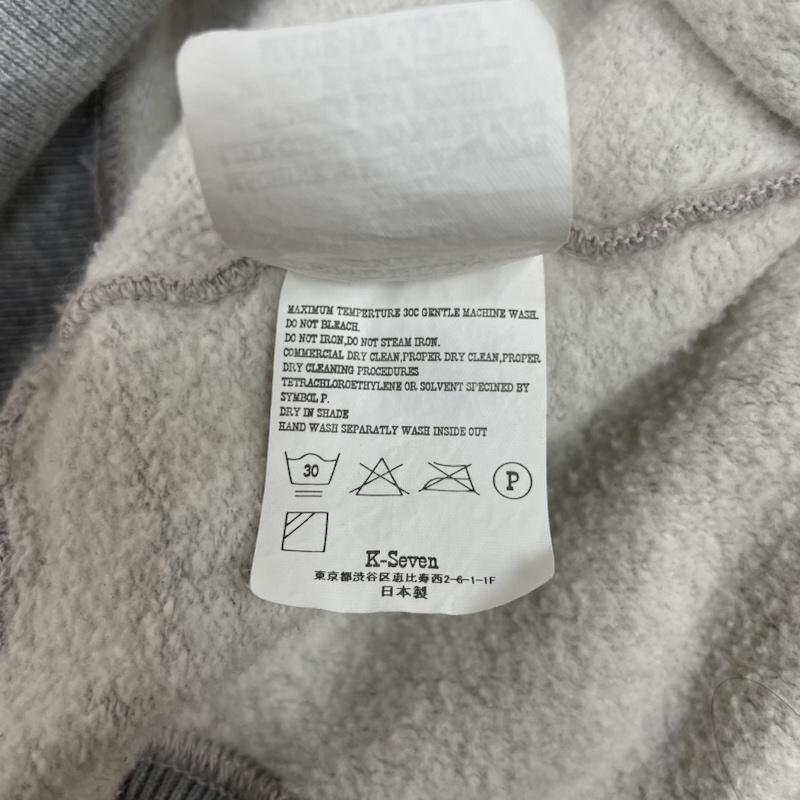 MAXIMUM TEMPERTURE 30C GENTLE MACHINE WASH.
DO NOT BLEACH.
DO NOT IRON,DO NOT STEAM IRON.
COMMERCIAL DRY CLEAN,PROPER DRY CLEAN,PROPER
DRY CLEANING PROCEDURES
TETRACHLOROETHYLENE OR SOLVENT SPECINED BY
SYMBOL P.
DRY IN SHADE
HAND WASH SEPARATLY WASH INSIDE OUT
30
P
K-Seven
東京都渋谷区恵比寿西2-6-1-1F
日本製